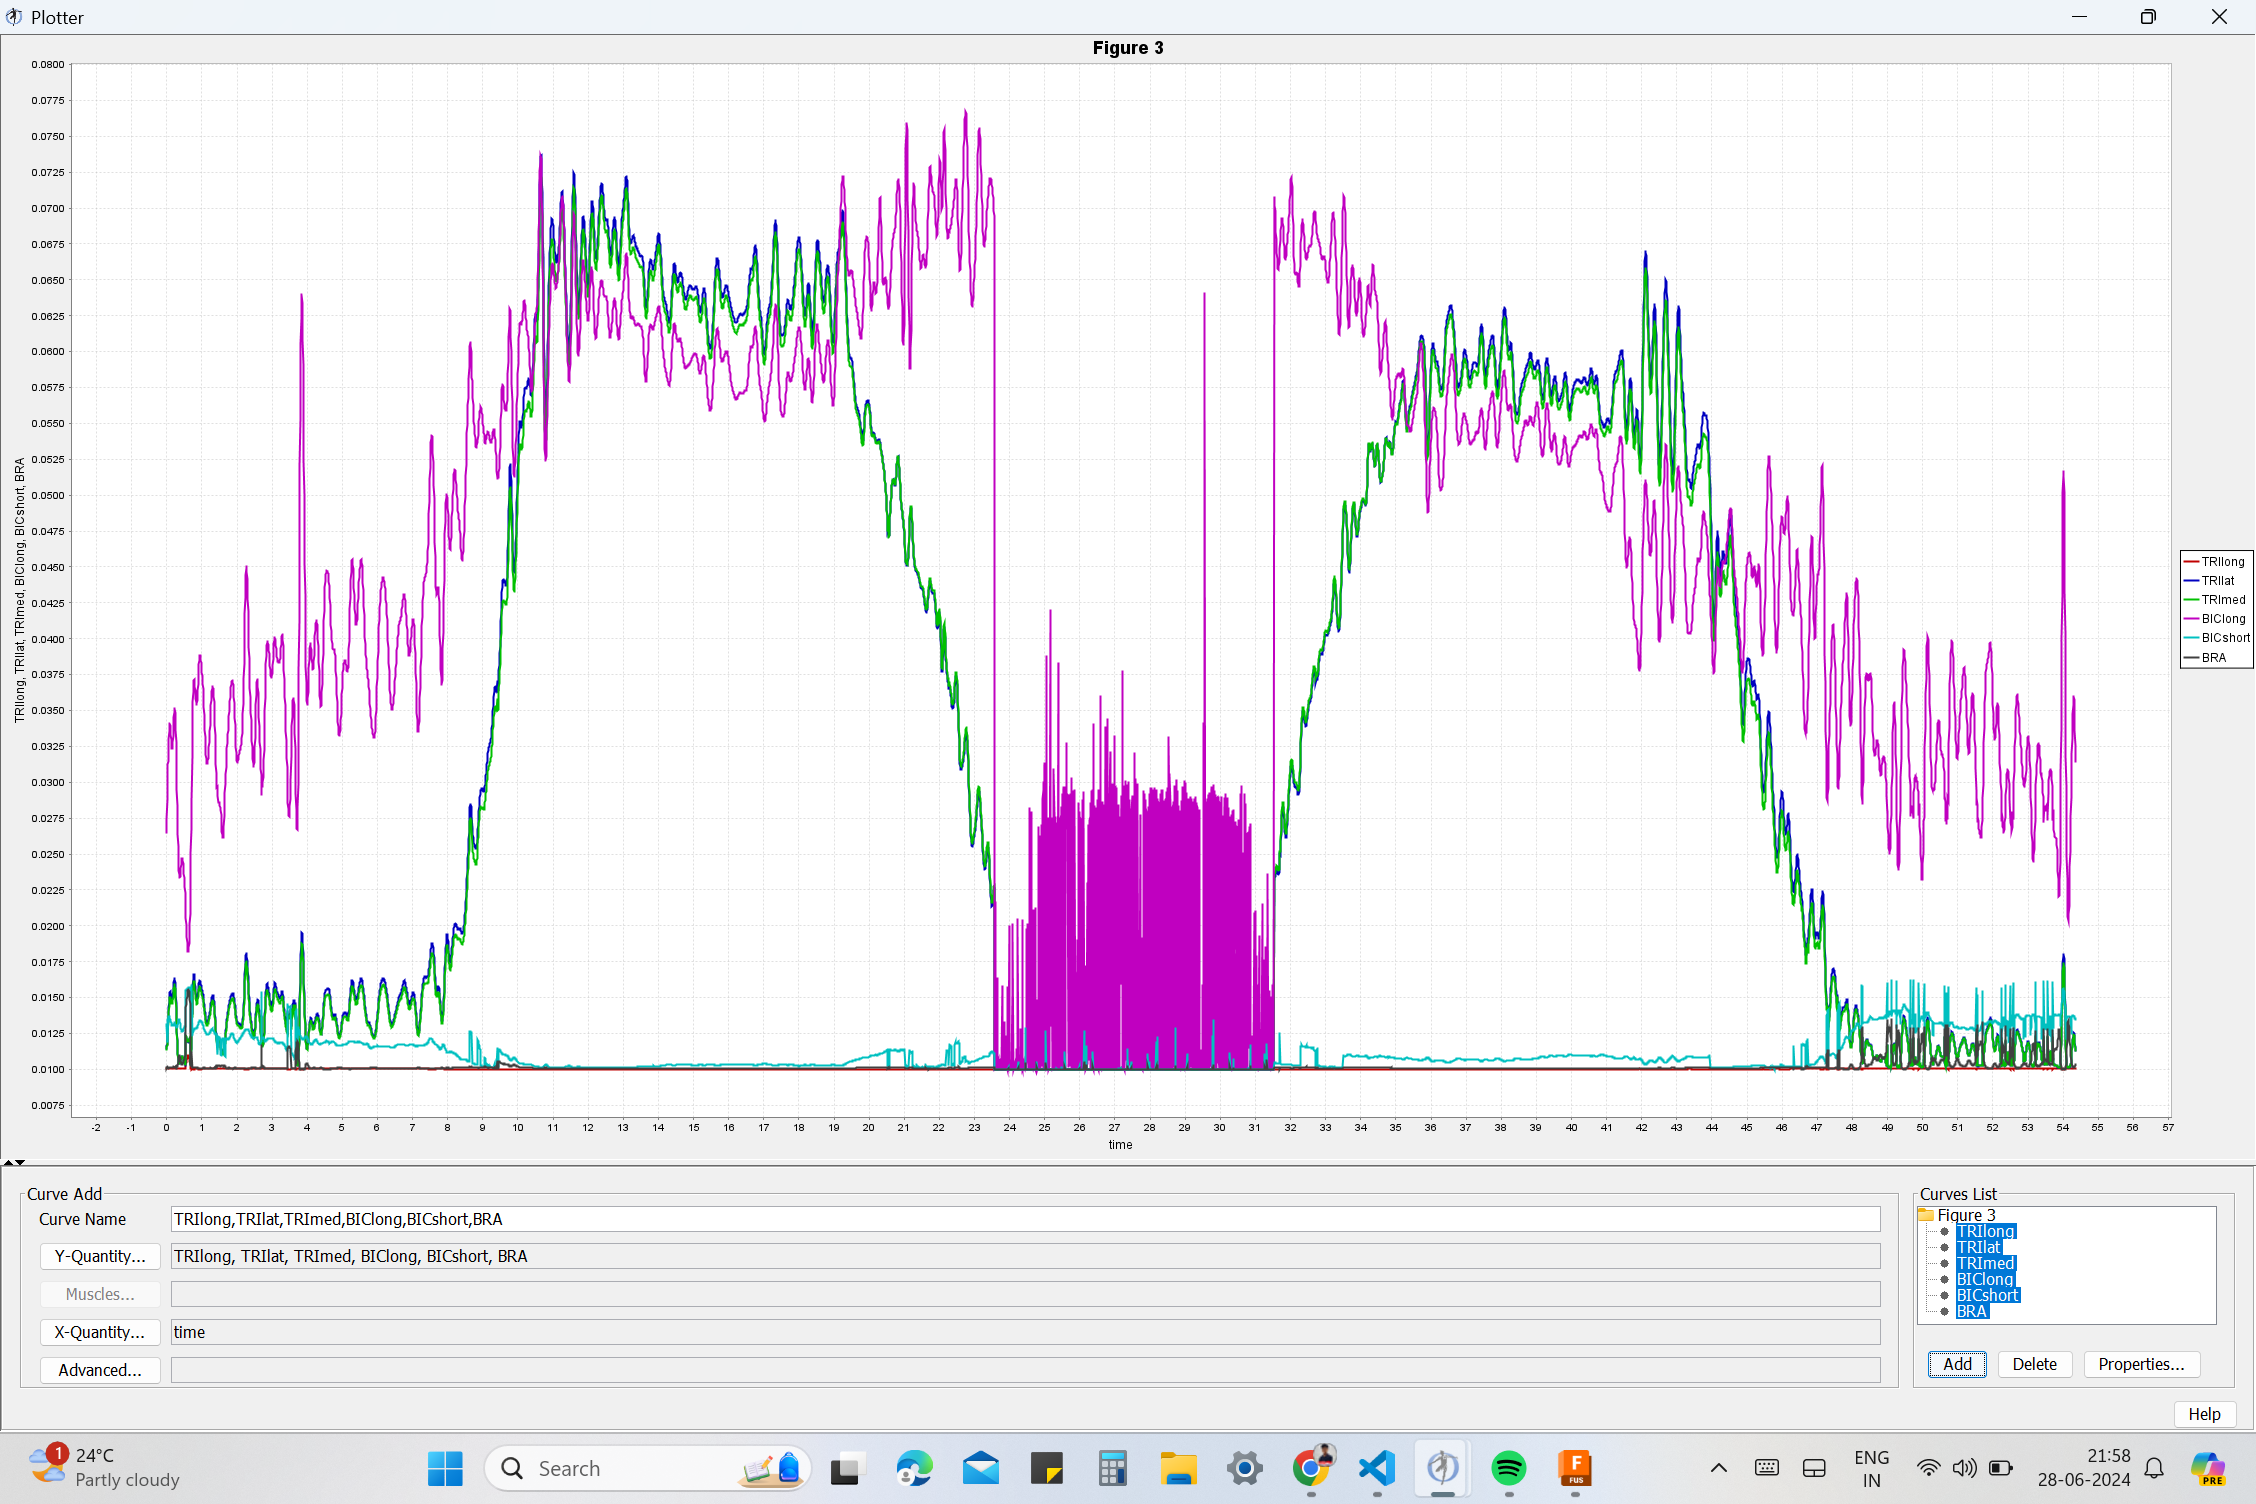 Plotter
Figure 3
0.0800
0.0775
0.0750
0.0725
0.0700
0.0675
0.0650
0.0625
0.0600
0.0575
0.0550
0.0525
0.0500
0.0475
0.0450
0.0425
0.0400
0.0375
0.0350
0.0325
0.0300
0.0275
0.0250
0.0225
0.0200
0.0175
0.0150
0.0125
0.0100
0.0075
TRIlong, TRIlat, TRImed, BIClong, BICshort, BRA
-2 -1 0 1 2 3 4 5 6 7 8 9 10 11 12 13 14 15 16 17 18 19 20 21 22 23 24 25 26 27 28 29 30 31 32 33 34 35 36 37 38 39 40 41 42 43 44 45 46 47 48 49 50 51 52 53 54 55 56 57
time
TRIlong
TRIlat
TRImed
BIClong
BICshort
BRA
Curve Add
Curve Name TRIlong,TRIlat,TRImed,BIClong,BICshort,BRA
Y-Quantity... TRIlong, TRIlat, TRImed, BIClong, BICshort, BRA
Muscles...
X-Quantity... time
Advanced...
Curves List
Figure 3
TRIlong
TRIlat
TRImed
BIClong
BICshort
BRA
Add Delete Properties...
Help
1
24°C
Partly cloudy
Search
F
FUS
ENG
IN
21:58
28-06-2024
PRE